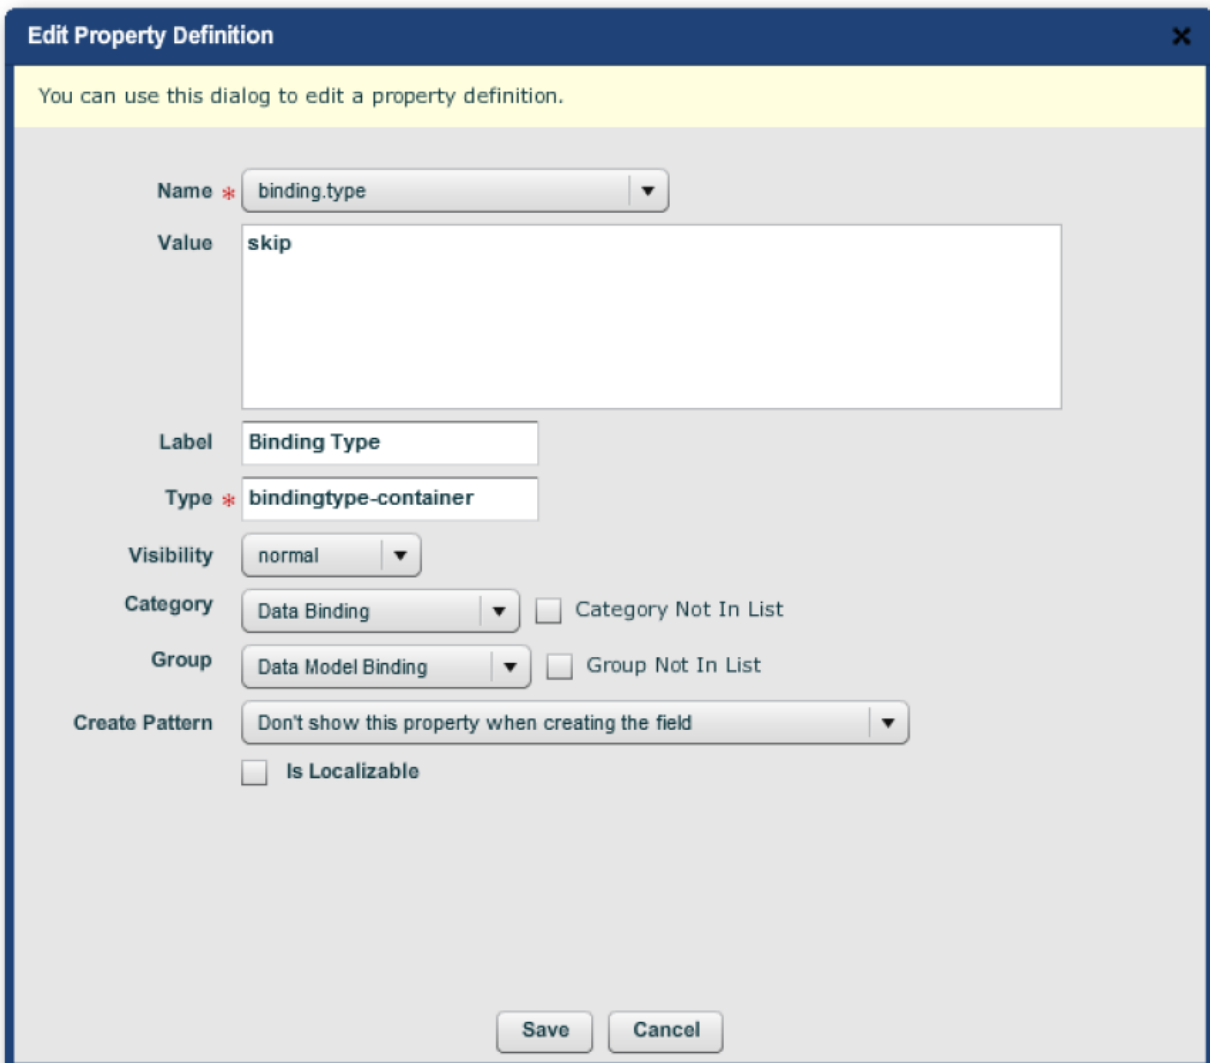 Edit Property Definition
You can use this dialog to edit a property definition.
Name * binding.type
Value skip
Label Binding Type
Type * bindingtype-container
Visibility normal
Category Data Binding Category Not In List
Group Data Model Binding Group Not In List
Create Pattern Don't show this property when creating the field
Is Localizable
Save Cancel